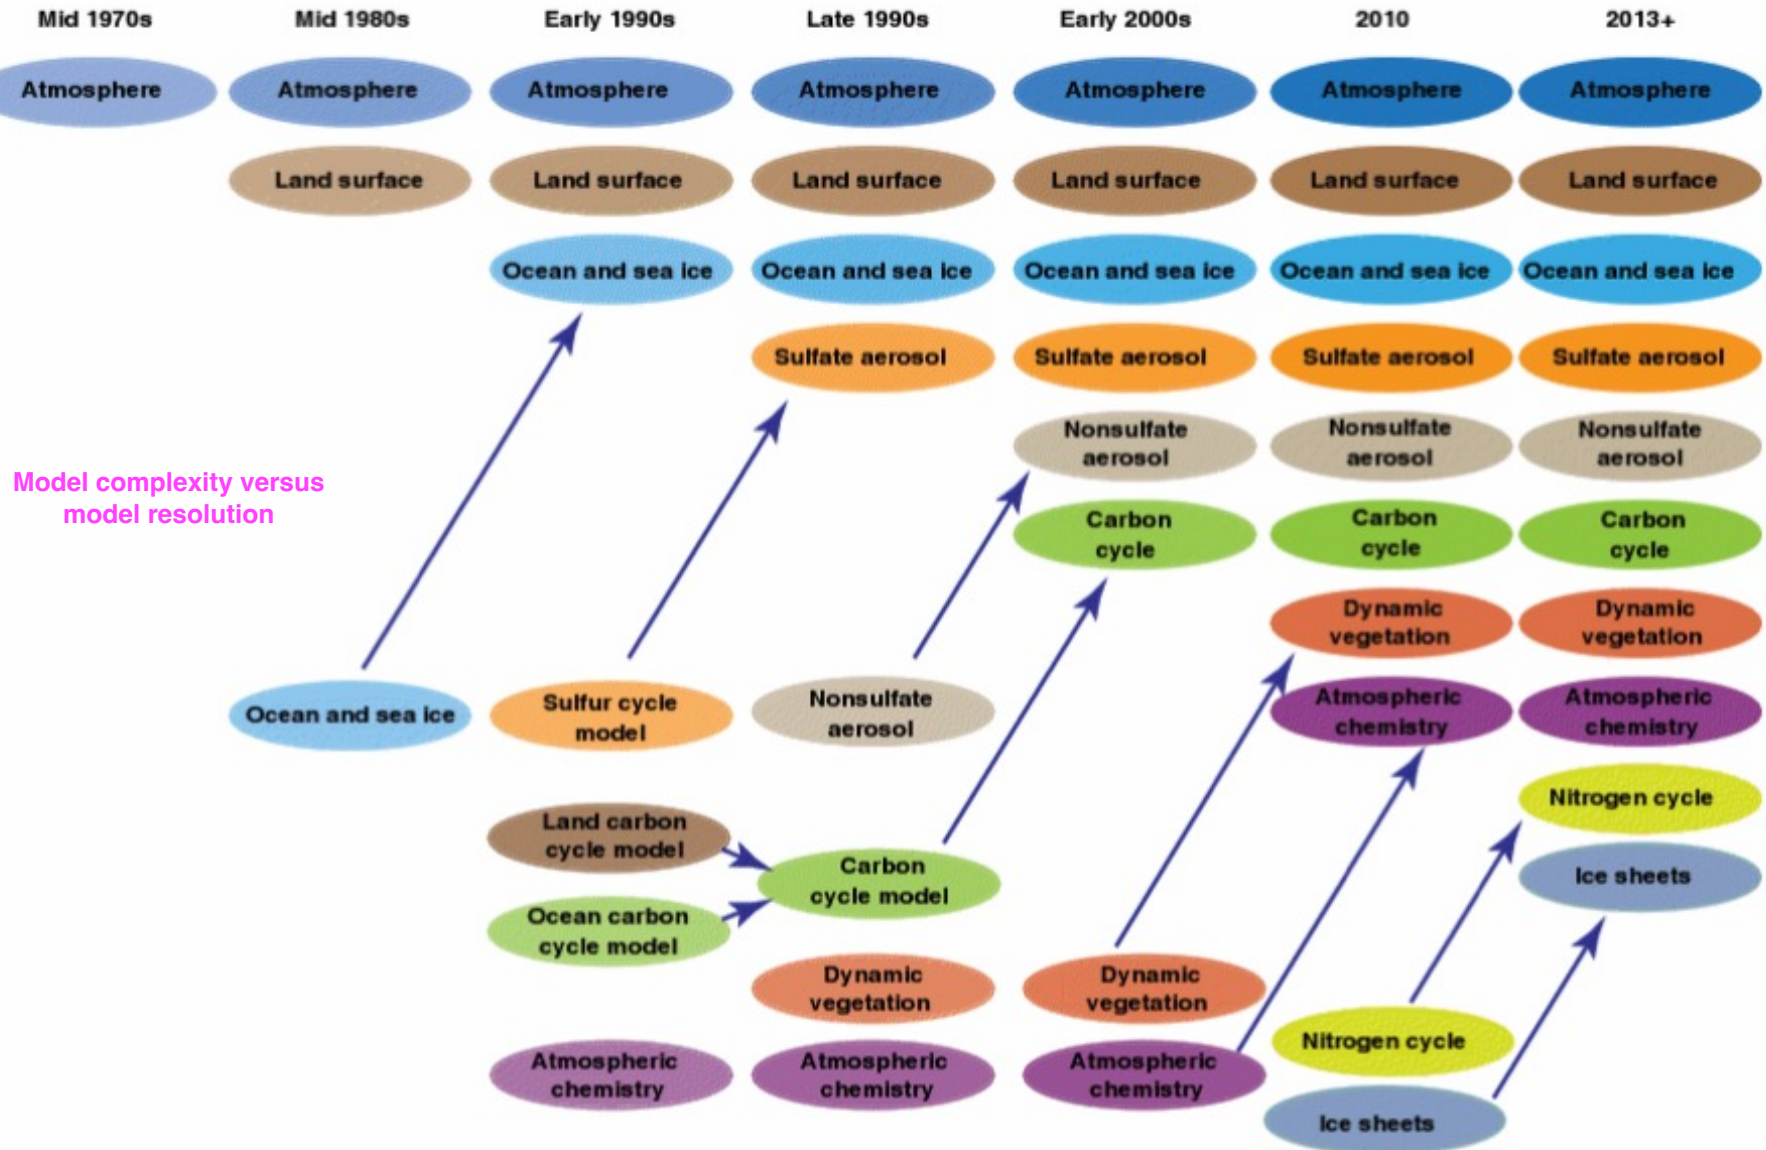 Mid 1970s
Mid 1980s
Early 1990s
Late 1990s
Early 2000s
2010
2013+
Atmosphere
Atmosphere
Atmosphere
Atmosphere
Atmosphere
Atmosphere
Atmosphere
Land surface
Land surface
Land surface
Land surface
Land surface
Land surface
Ocean and sea ice
Ocean and sea ice
Ocean and sea ice
Ocean and sea ice
Ocean and sea ice
Sulfate aerosol
Sulfate aerosol
Sulfate aerosol
Sulfate aerosol
Nonsulfate
aerosol
Nonsulfate
aerosol
Nonsulfate
aerosol
Model complexity versus
model resolution
Carbon
cycle
Carbon
cycle
Carbon
cycle
Dynamic
vegetation
Dynamic
vegetation
Ocean and sea ice
Sulfur cycle
model
Nonsulfate
aerosol
Atmospheric
chemistry
Atmospheric
chemistry
Nitrogen cycle
Land carbon
cycle model
Carbon
cycle model
Ice sheets
Ocean carbon
cycle model
Dynamic
vegetation
Dynamic
vegetation
Nitrogen cycle
Atmospheric
chemistry
Atmospheric
chemistry
Atmospheric
chemistry
Ice sheets